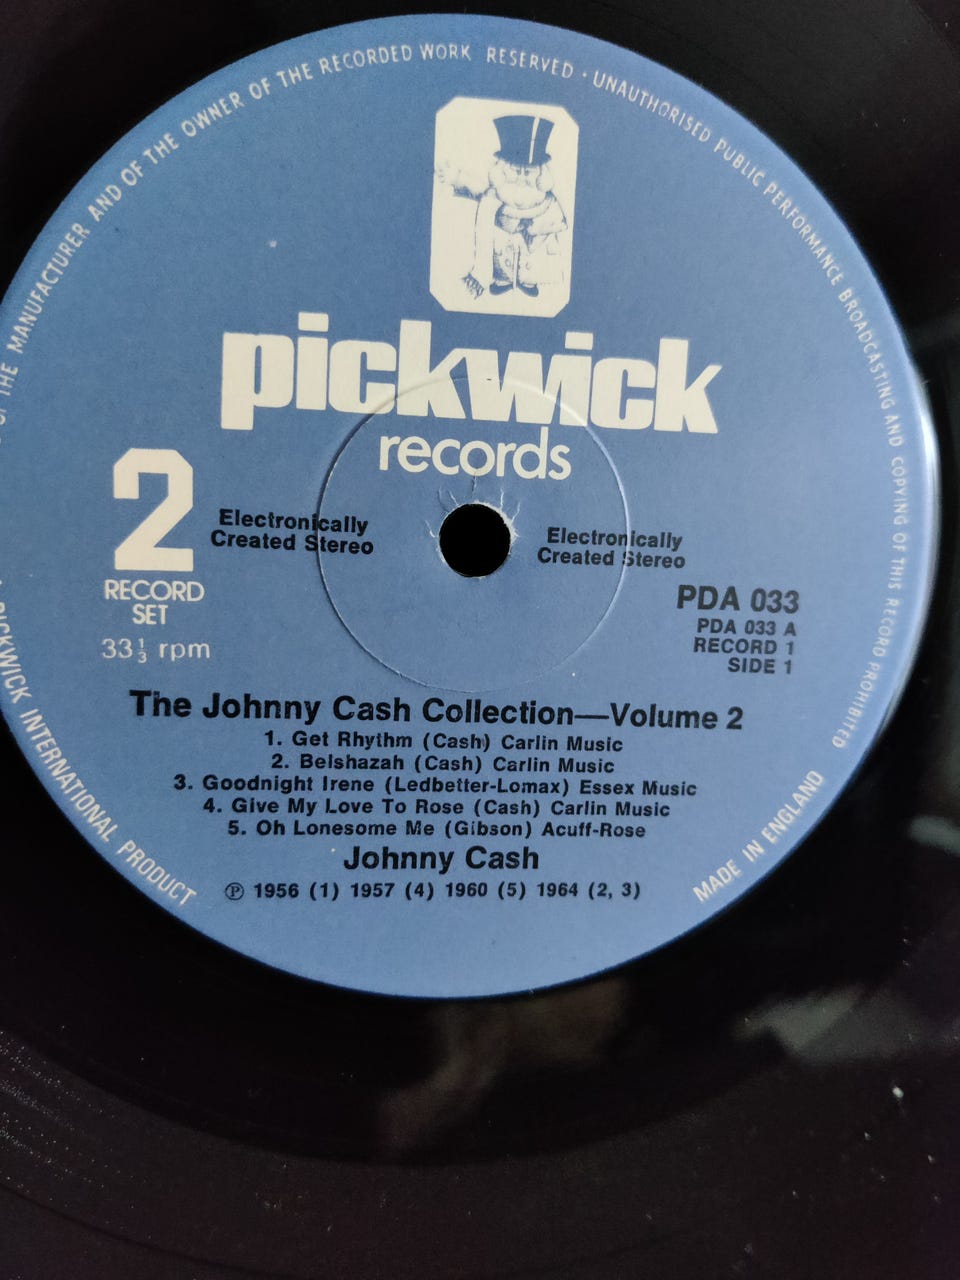 OF THE MANUFACTURER AND OF THE OWNER OF THE RECORDED WORK RESERVED · UNAUTHORISED PUBLIC PERFORMANCE BROADCASTING AND COPYING OF THIS RECORD PROHIBITED
pickwick
records
2
RECORD
SET
33⅓ rpm
Electronically
Created Stereo
Electronically
Created Stereo
PDA 033
PDA 033 A
RECORD 1
SIDE 1
The Johnny Cash Collection—Volume 2
1. Get Rhythm (Cash) Carlin Music
2. Belshazah (Cash) Carlin Music
3. Goodnight Irene (Ledbetter-Lomax) Essex Music
4. Give My Love To Rose (Cash) Carlin Music
5. Oh Lonesome Me (Gibson) Acuff-Rose
Johnny Cash
℗ 1956 (1) 1957 (4) 1960 (5) 1964 (2, 3)
PICKWICK INTERNATIONAL PRODUCT
MADE IN ENGLAND